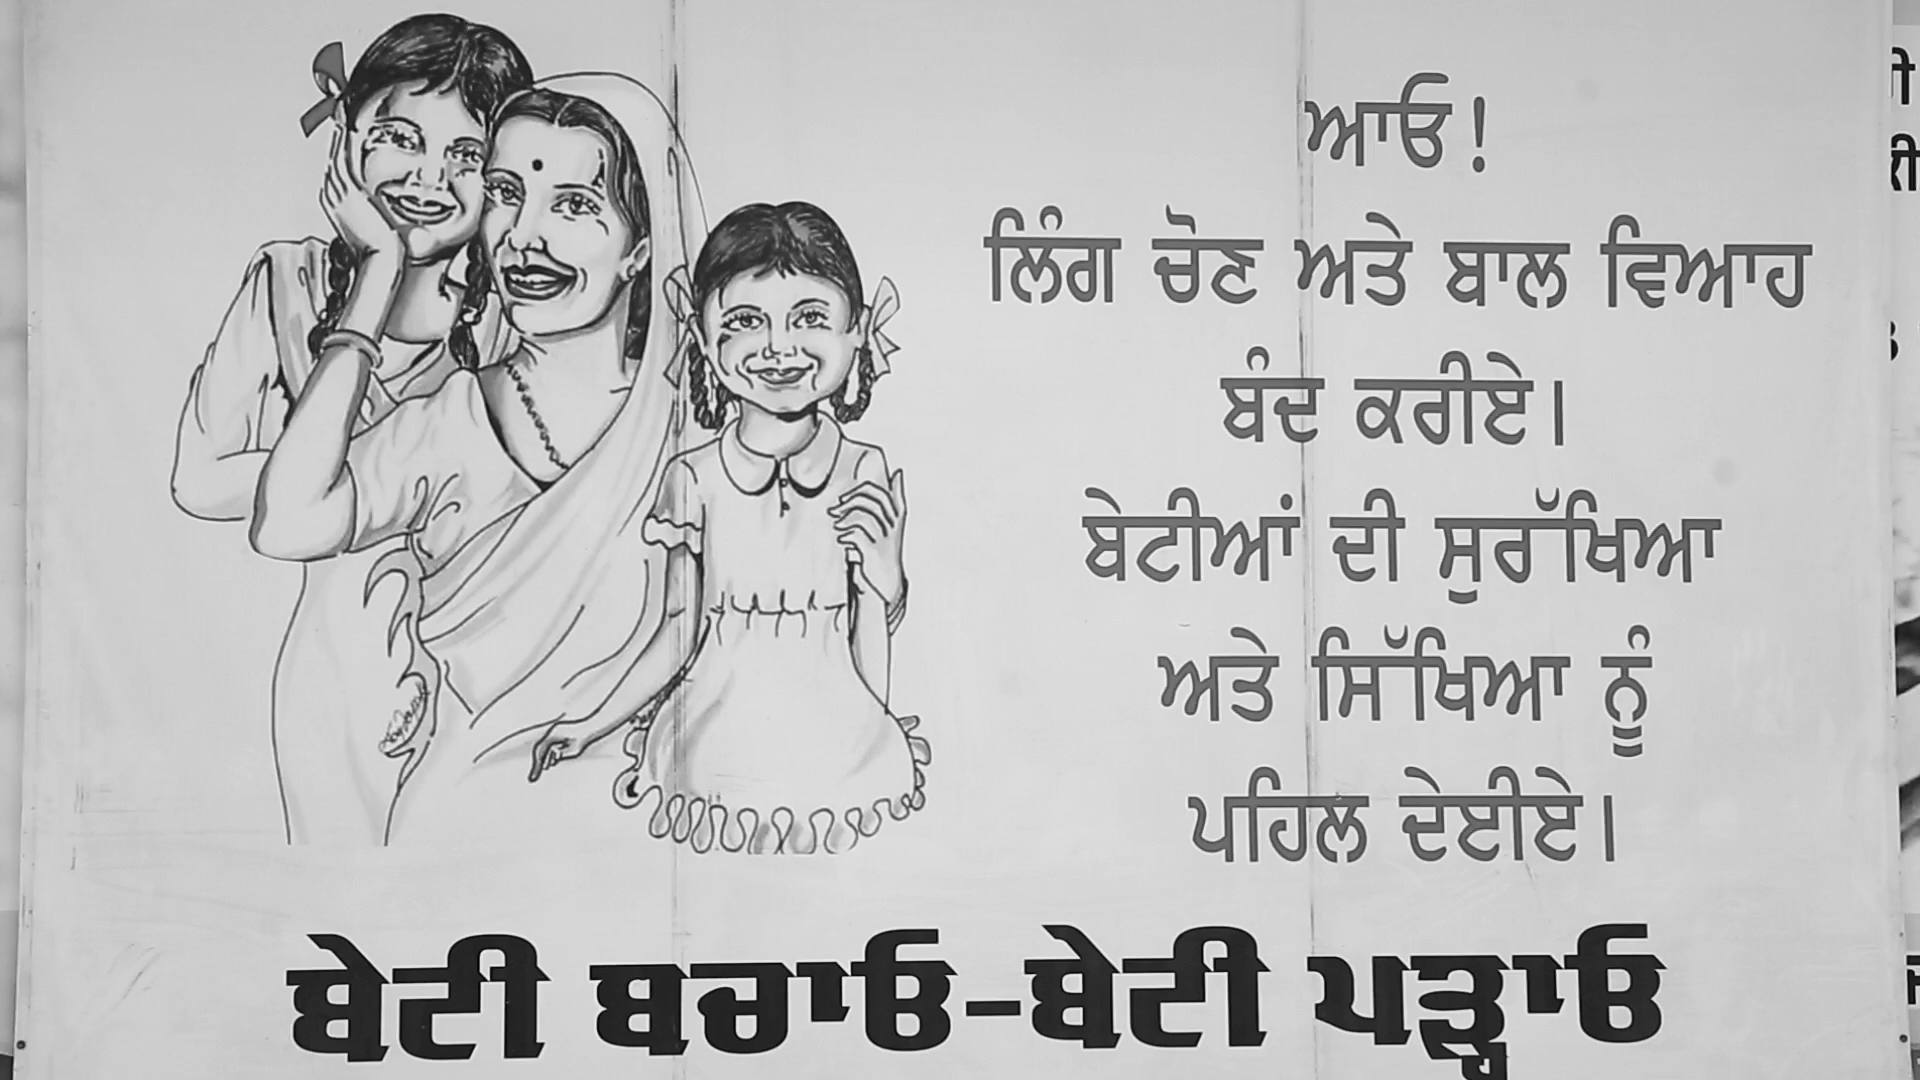 ਆਓ!
ਲਿੰਗ ਚੋਣ ਅਤੇ ਬਾਲ ਵਿਆਹ
ਬੰਦ ਕਰੀਏ।
ਬੇਟੀਆਂ ਦੀ ਸੁਰੱਖਿਆ
ਅਤੇ ਸਿੱਖਿਆ ਨੂੰ
ਪਹਿਲ ਦੇਈਏ।
ਬੇਟੀ ਬਚਾਓ-ਬੇਟੀ ਪੜ੍ਹਾਓ